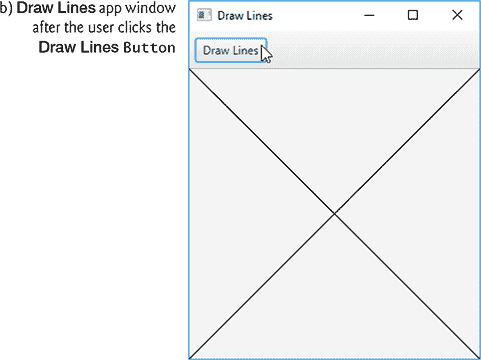 b) Draw Lines app window
after the user clicks the
Draw Lines Button
Draw Lines
Draw Lines